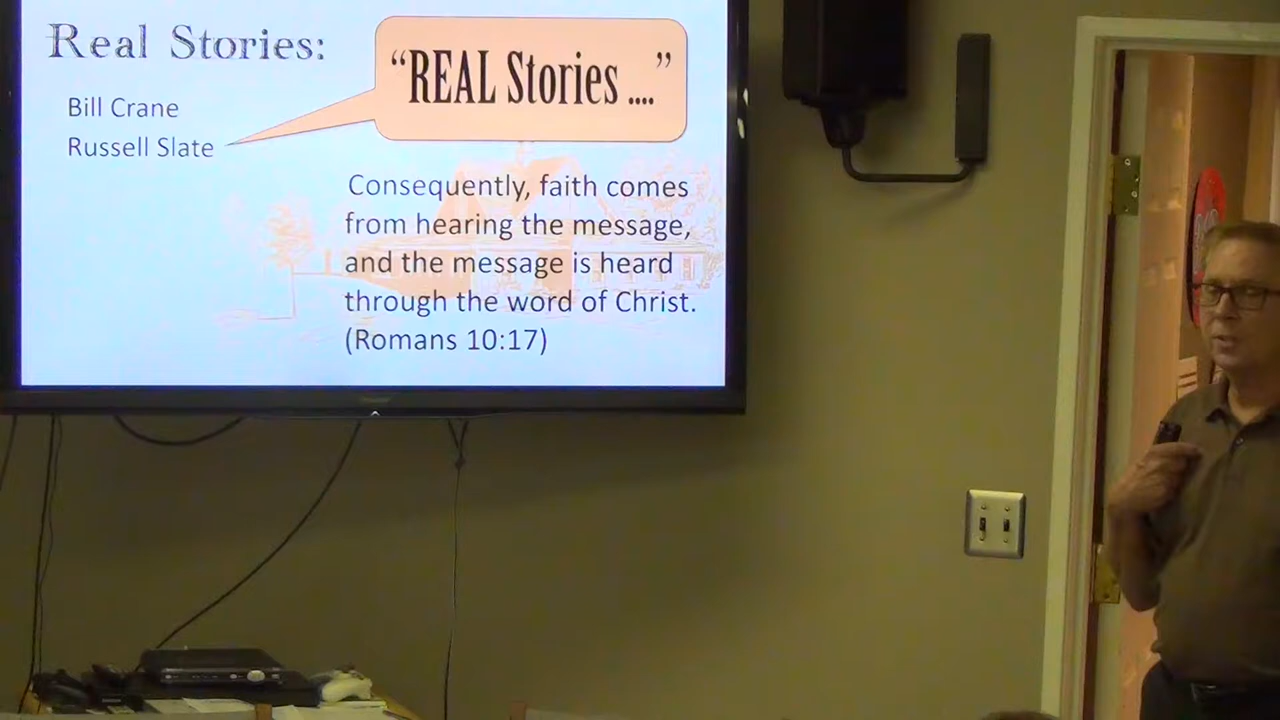 Real Stories:
"REAL Stories ...."
Bill Crane
Russell Slate
Consequently, faith comes
from hearing the message,
and the message is heard
through the word of Christ.
(Romans 10:17)